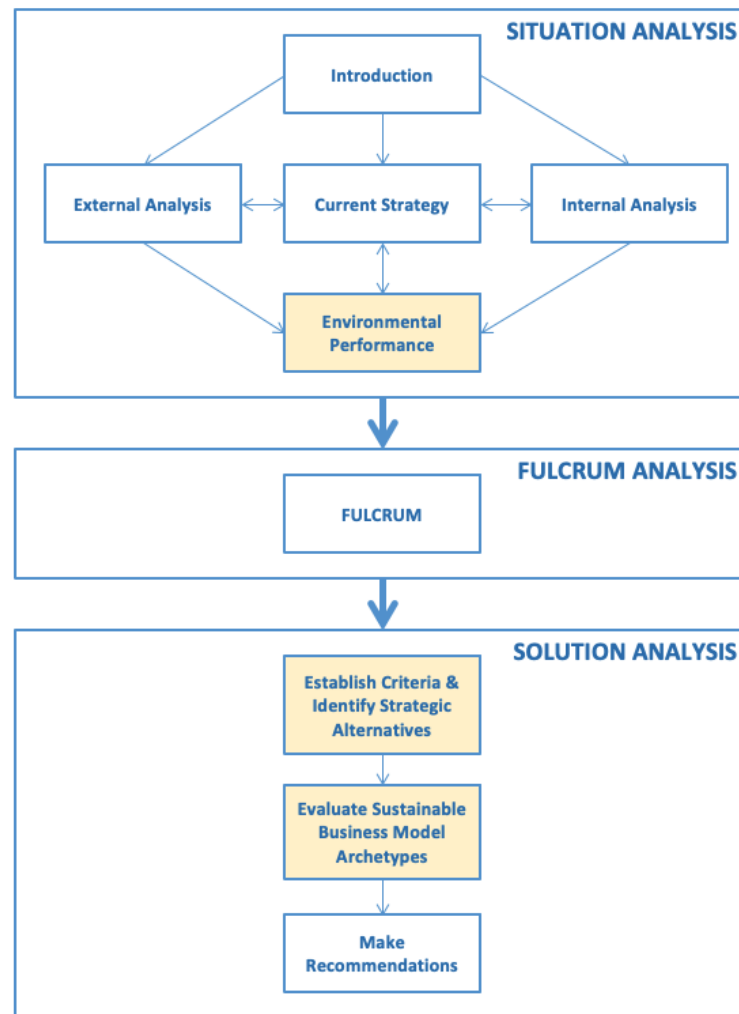 SITUATION ANALYSIS
Introduction
External Analysis
Current Strategy
Internal Analysis
Environmental
Performance
FULCRUM ANALYSIS
FULCRUM
SOLUTION ANALYSIS
Establish Criteria &
Identify Strategic
Alternatives
Evaluate Sustainable
Business Model
Archetypes
Make
Recommendations